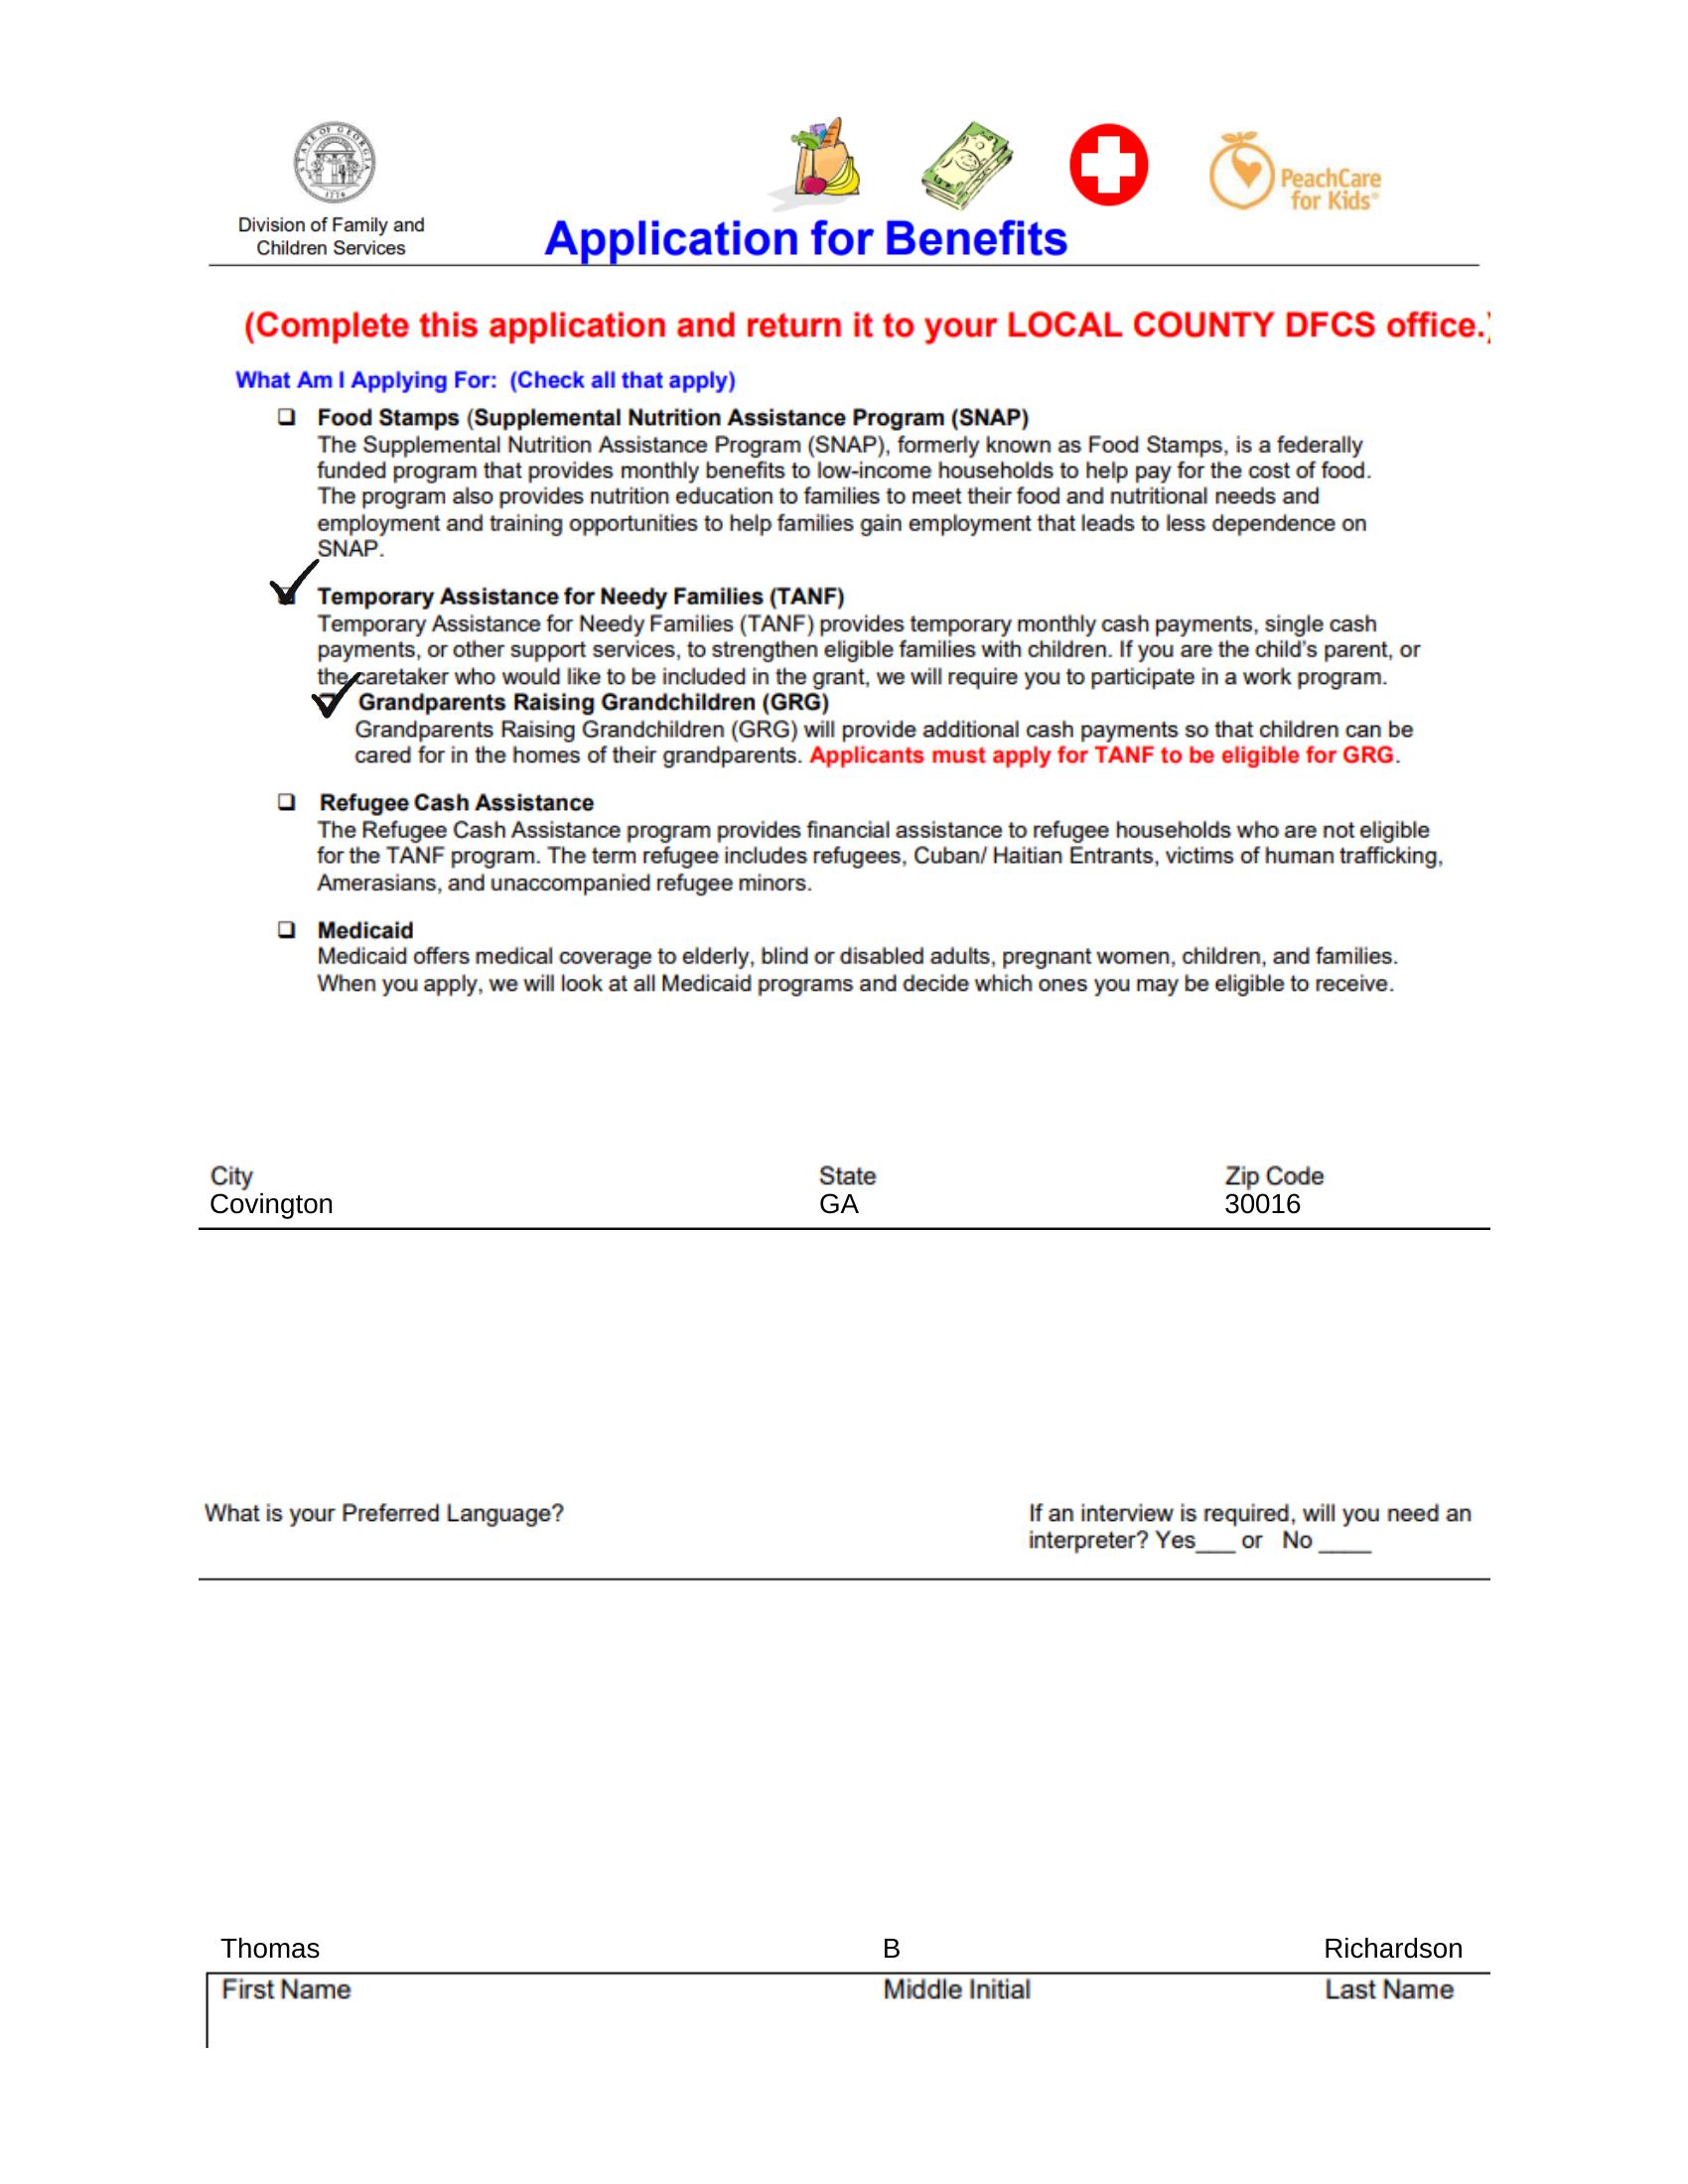 STATE OF GEORGIA
1776
PeachCare
for Kids®
Division of Family and
Children Services
Application for Benefits
(Complete this application and return it to your LOCAL COUNTY DFCS office.)
What Am I Applying For: (Check all that apply)
❑ Food Stamps (Supplemental Nutrition Assistance Program (SNAP)
The Supplemental Nutrition Assistance Program (SNAP), formerly known as Food Stamps, is a federally
funded program that provides monthly benefits to low-income households to help pay for the cost of food.
The program also provides nutrition education to families to meet their food and nutritional needs and
employment and training opportunities to help families gain employment that leads to less dependence on
SNAP.
✓ Temporary Assistance for Needy Families (TANF)
Temporary Assistance for Needy Families (TANF) provides temporary monthly cash payments, single cash
payments, or other support services, to strengthen eligible families with children. If you are the child's parent, or
the caretaker who would like to be included in the grant, we will require you to participate in a work program.
✓ Grandparents Raising Grandchildren (GRG)
Grandparents Raising Grandchildren (GRG) will provide additional cash payments so that children can be
cared for in the homes of their grandparents. Applicants must apply for TANF to be eligible for GRG.
❑ Refugee Cash Assistance
The Refugee Cash Assistance program provides financial assistance to refugee households who are not eligible
for the TANF program. The term refugee includes refugees, Cuban/ Haitian Entrants, victims of human trafficking,
Amerasians, and unaccompanied refugee minors.
❑ Medicaid
Medicaid offers medical coverage to elderly, blind or disabled adults, pregnant women, children, and families.
When you apply, we will look at all Medicaid programs and decide which ones you may be eligible to receive.
City State Zip Code
Covington GA 30016
What is your Preferred Language? If an interview is required, will you need an
interpreter? Yes___ or No ____
Thomas B Richardson
First Name Middle Initial Last Name